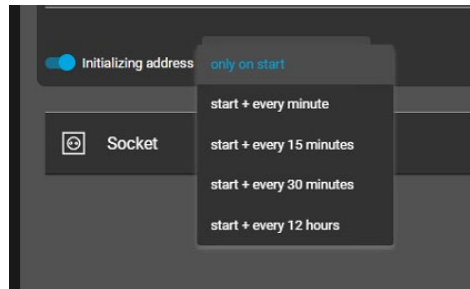 Initializing address
only on start
start + every minute
Socket
start + every 15 minutes
start + every 30 minutes
start + every 12 hours